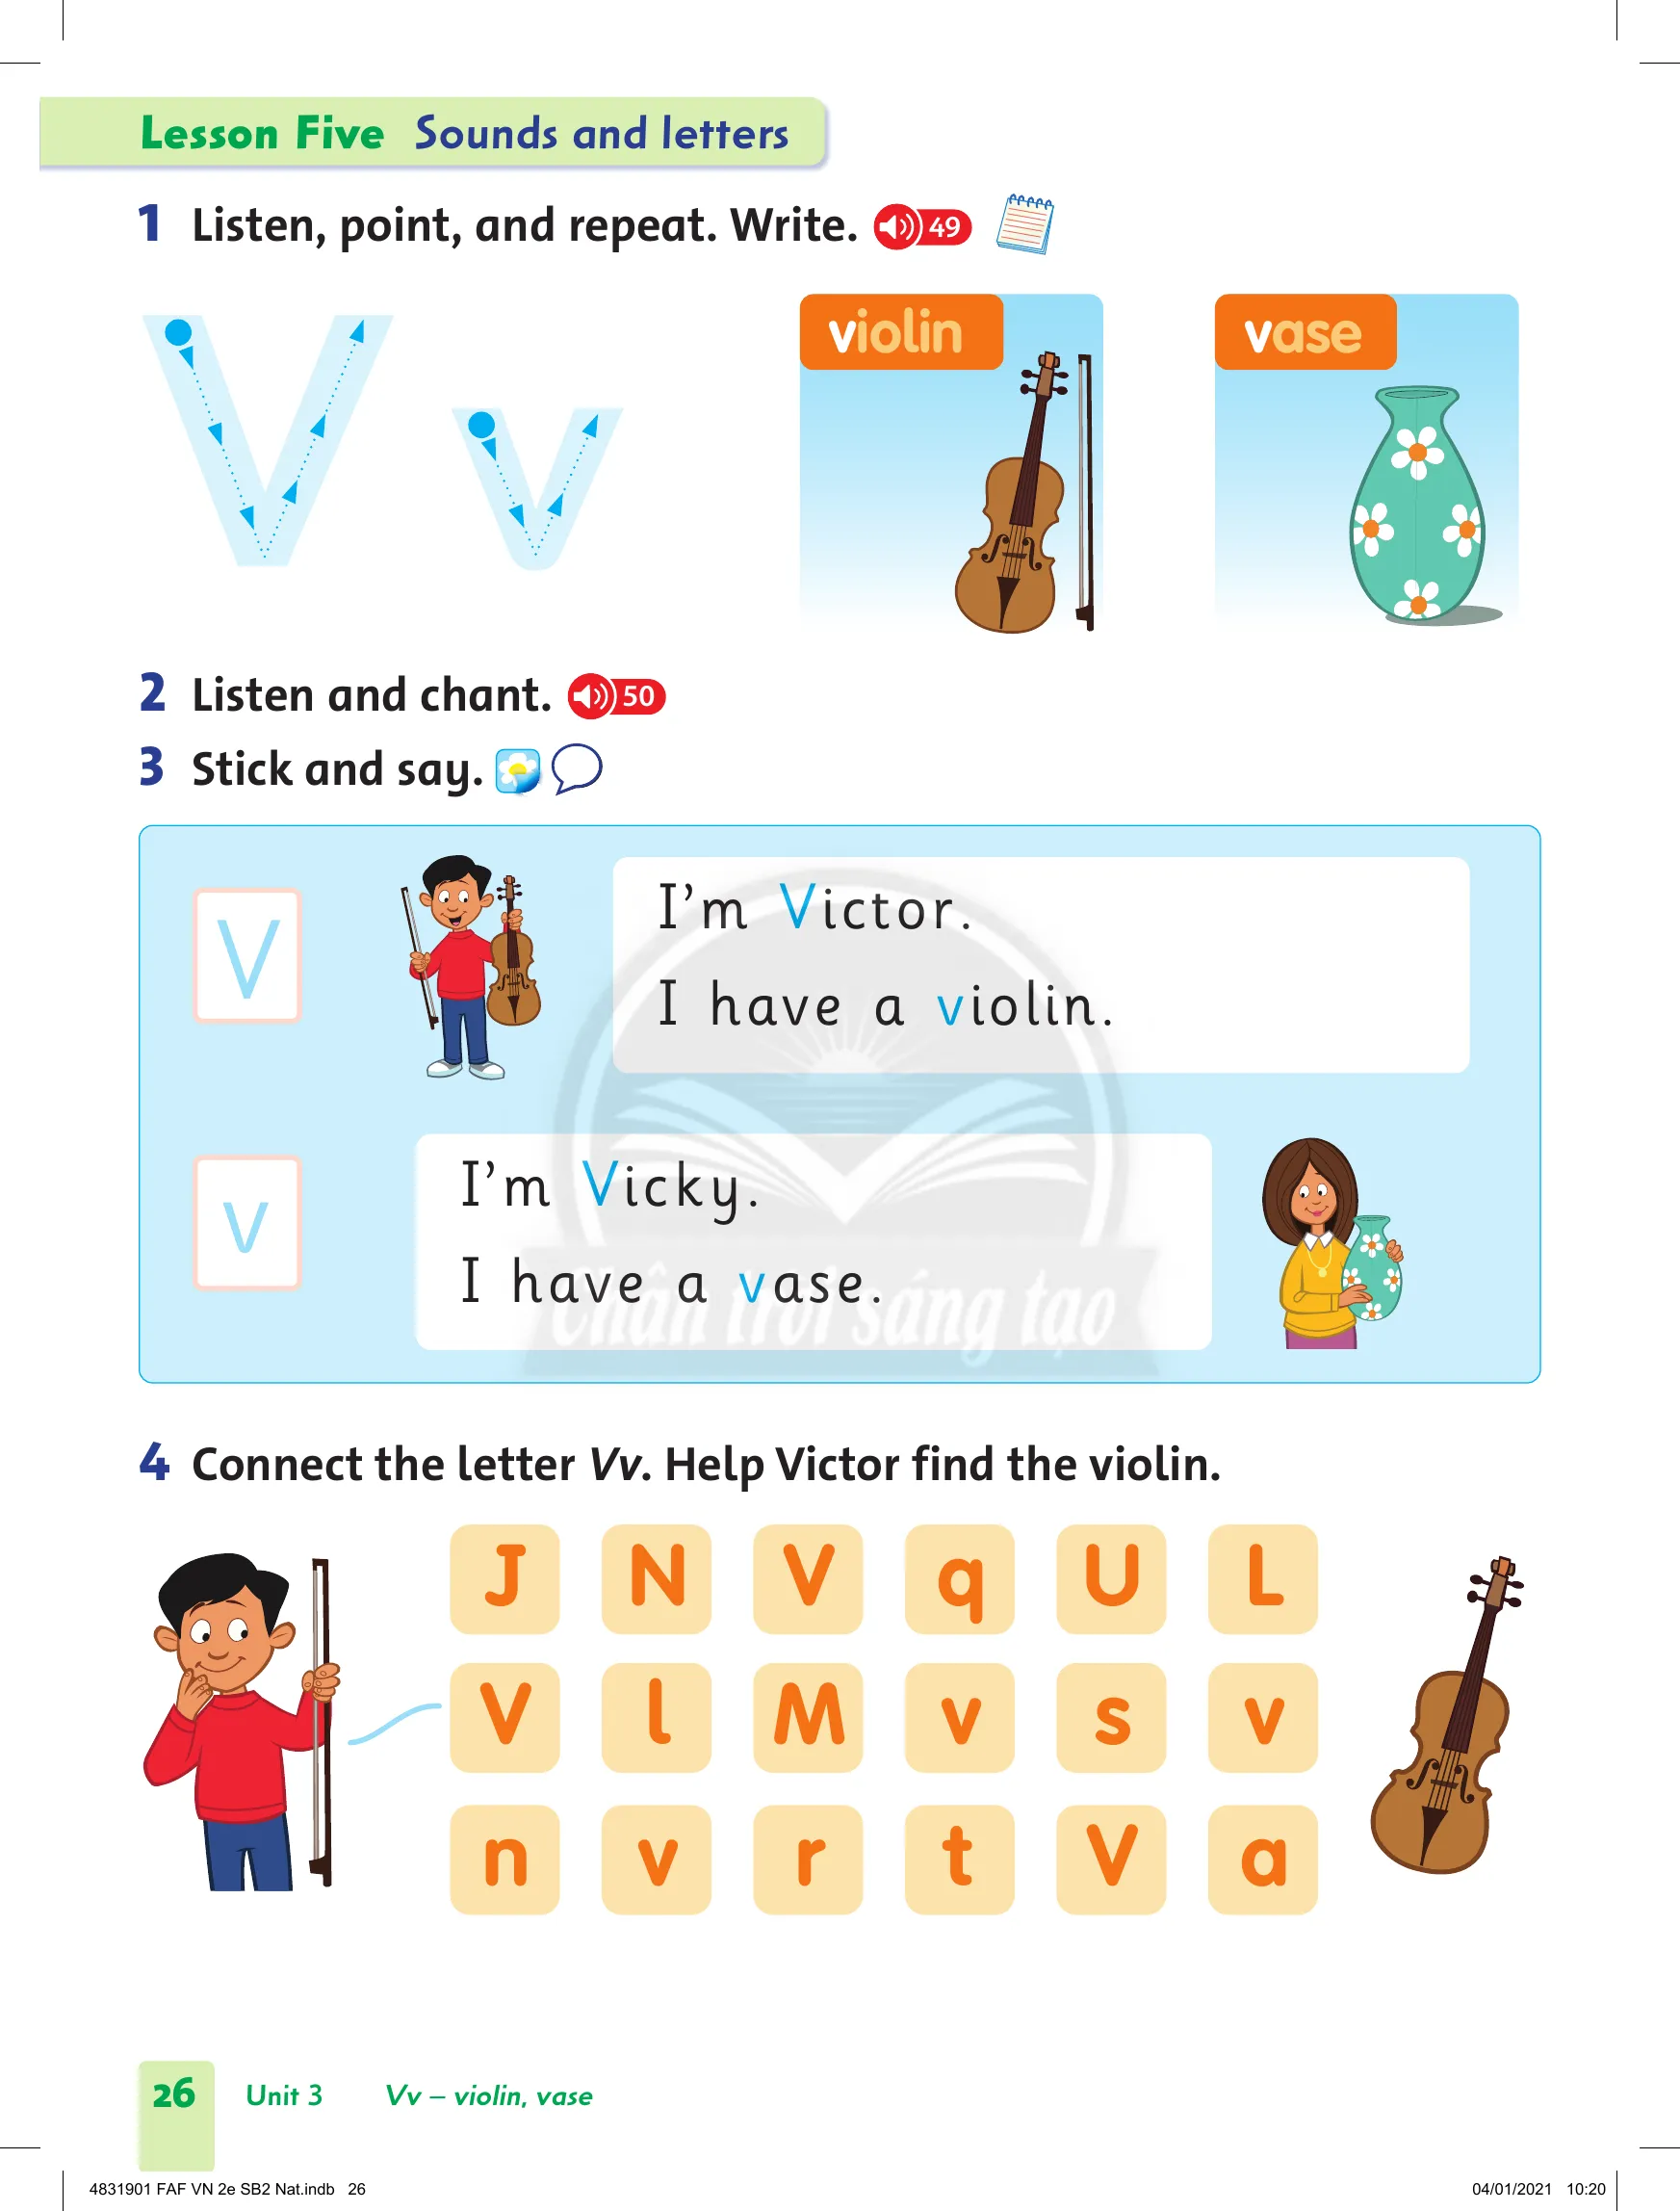 Lesson Five Sounds and letters
1 Listen, point, and repeat. Write. 49
V v
violin
vase
2 Listen and chant. 50
3 Stick and say.
V
I'm Victor.
I have a violin.
v
I'm Vicky.
I have a vase.
Chân trời sáng tạo
4 Connect the letter Vv. Help Victor find the violin.
J N V q U L
V l M v s v
n v r t V a
26 Unit 3 Vv – violin, vase
4831901 FAF VN 2e SB2 Nat.indb 26 04/01/2021 10:20